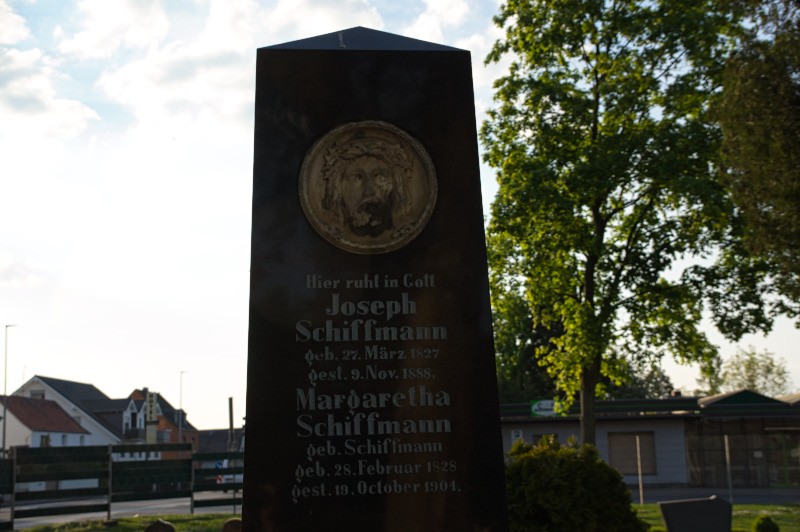 Hier ruht in Gott
Joseph
Schiffmann
geb. 27. März 1827
gest. 9. Nov. 1888.
Margaretha
Schiffmann
geb. Schiffmann
geb. 28. Februar 1828
gest. 19. October 1901.